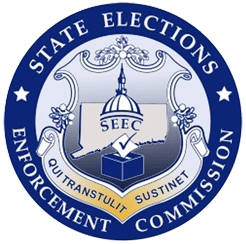 STATE ELECTIONS
ENFORCEMENT COMMISSION
SEEC
QUI TRANSTULIT SUSTINET